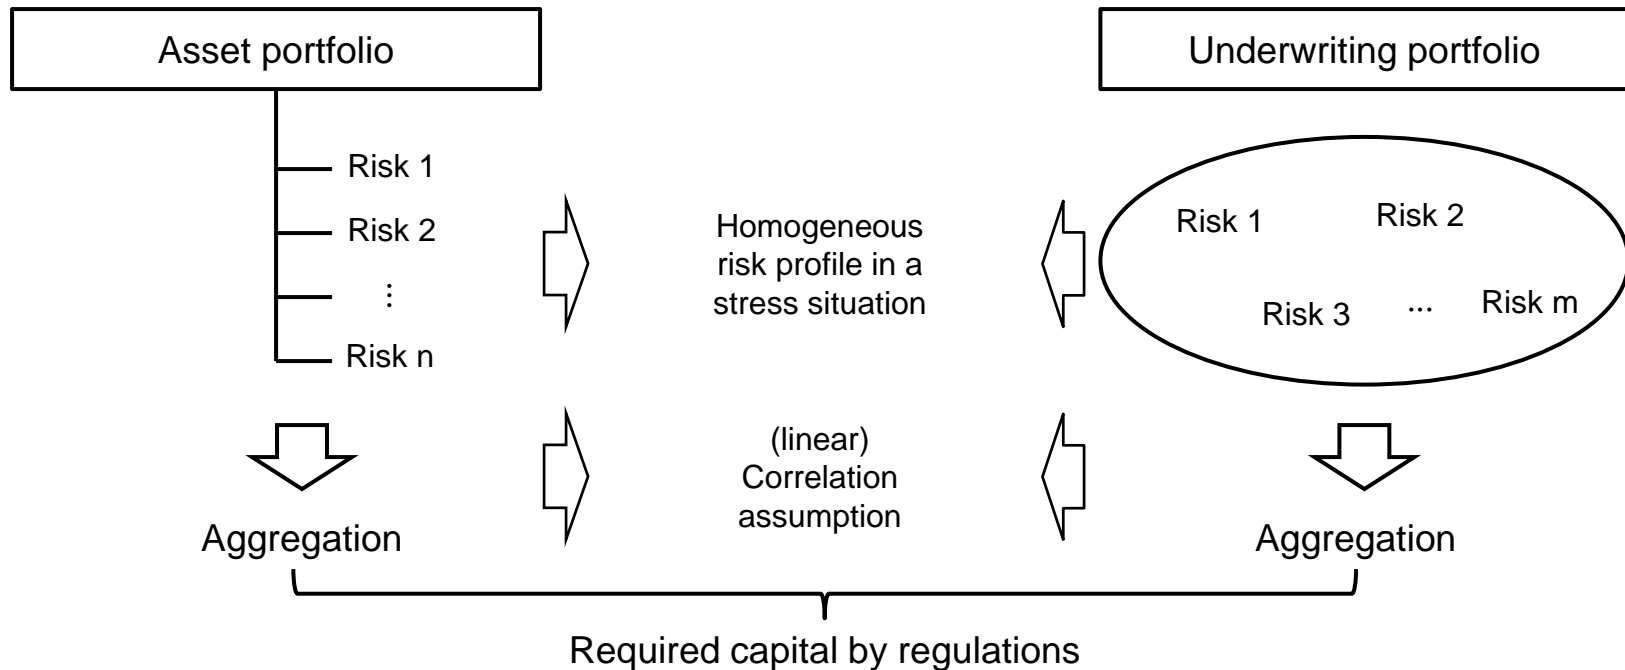 Asset portfolio
Underwriting portfolio
Risk 1
Risk 2
⋮
Risk n
Homogeneous
risk profile in a
stress situation
Risk 1
Risk 2
Risk 3
...
Risk m
(linear)
Correlation
assumption
Aggregation
Aggregation
Required capital by regulations